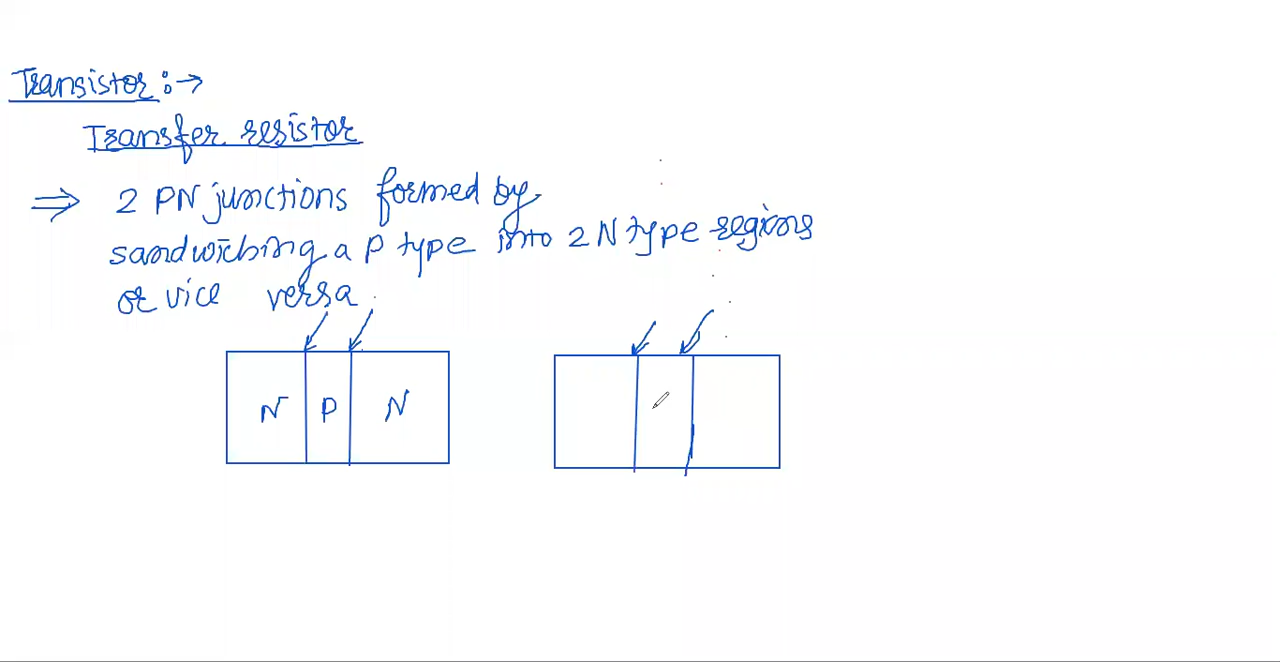 Transistor:→
Transfer resistor
⇒ 2 PN junctions formed by
sandwiching a P type into 2 N type regions
or vice versa
N P N